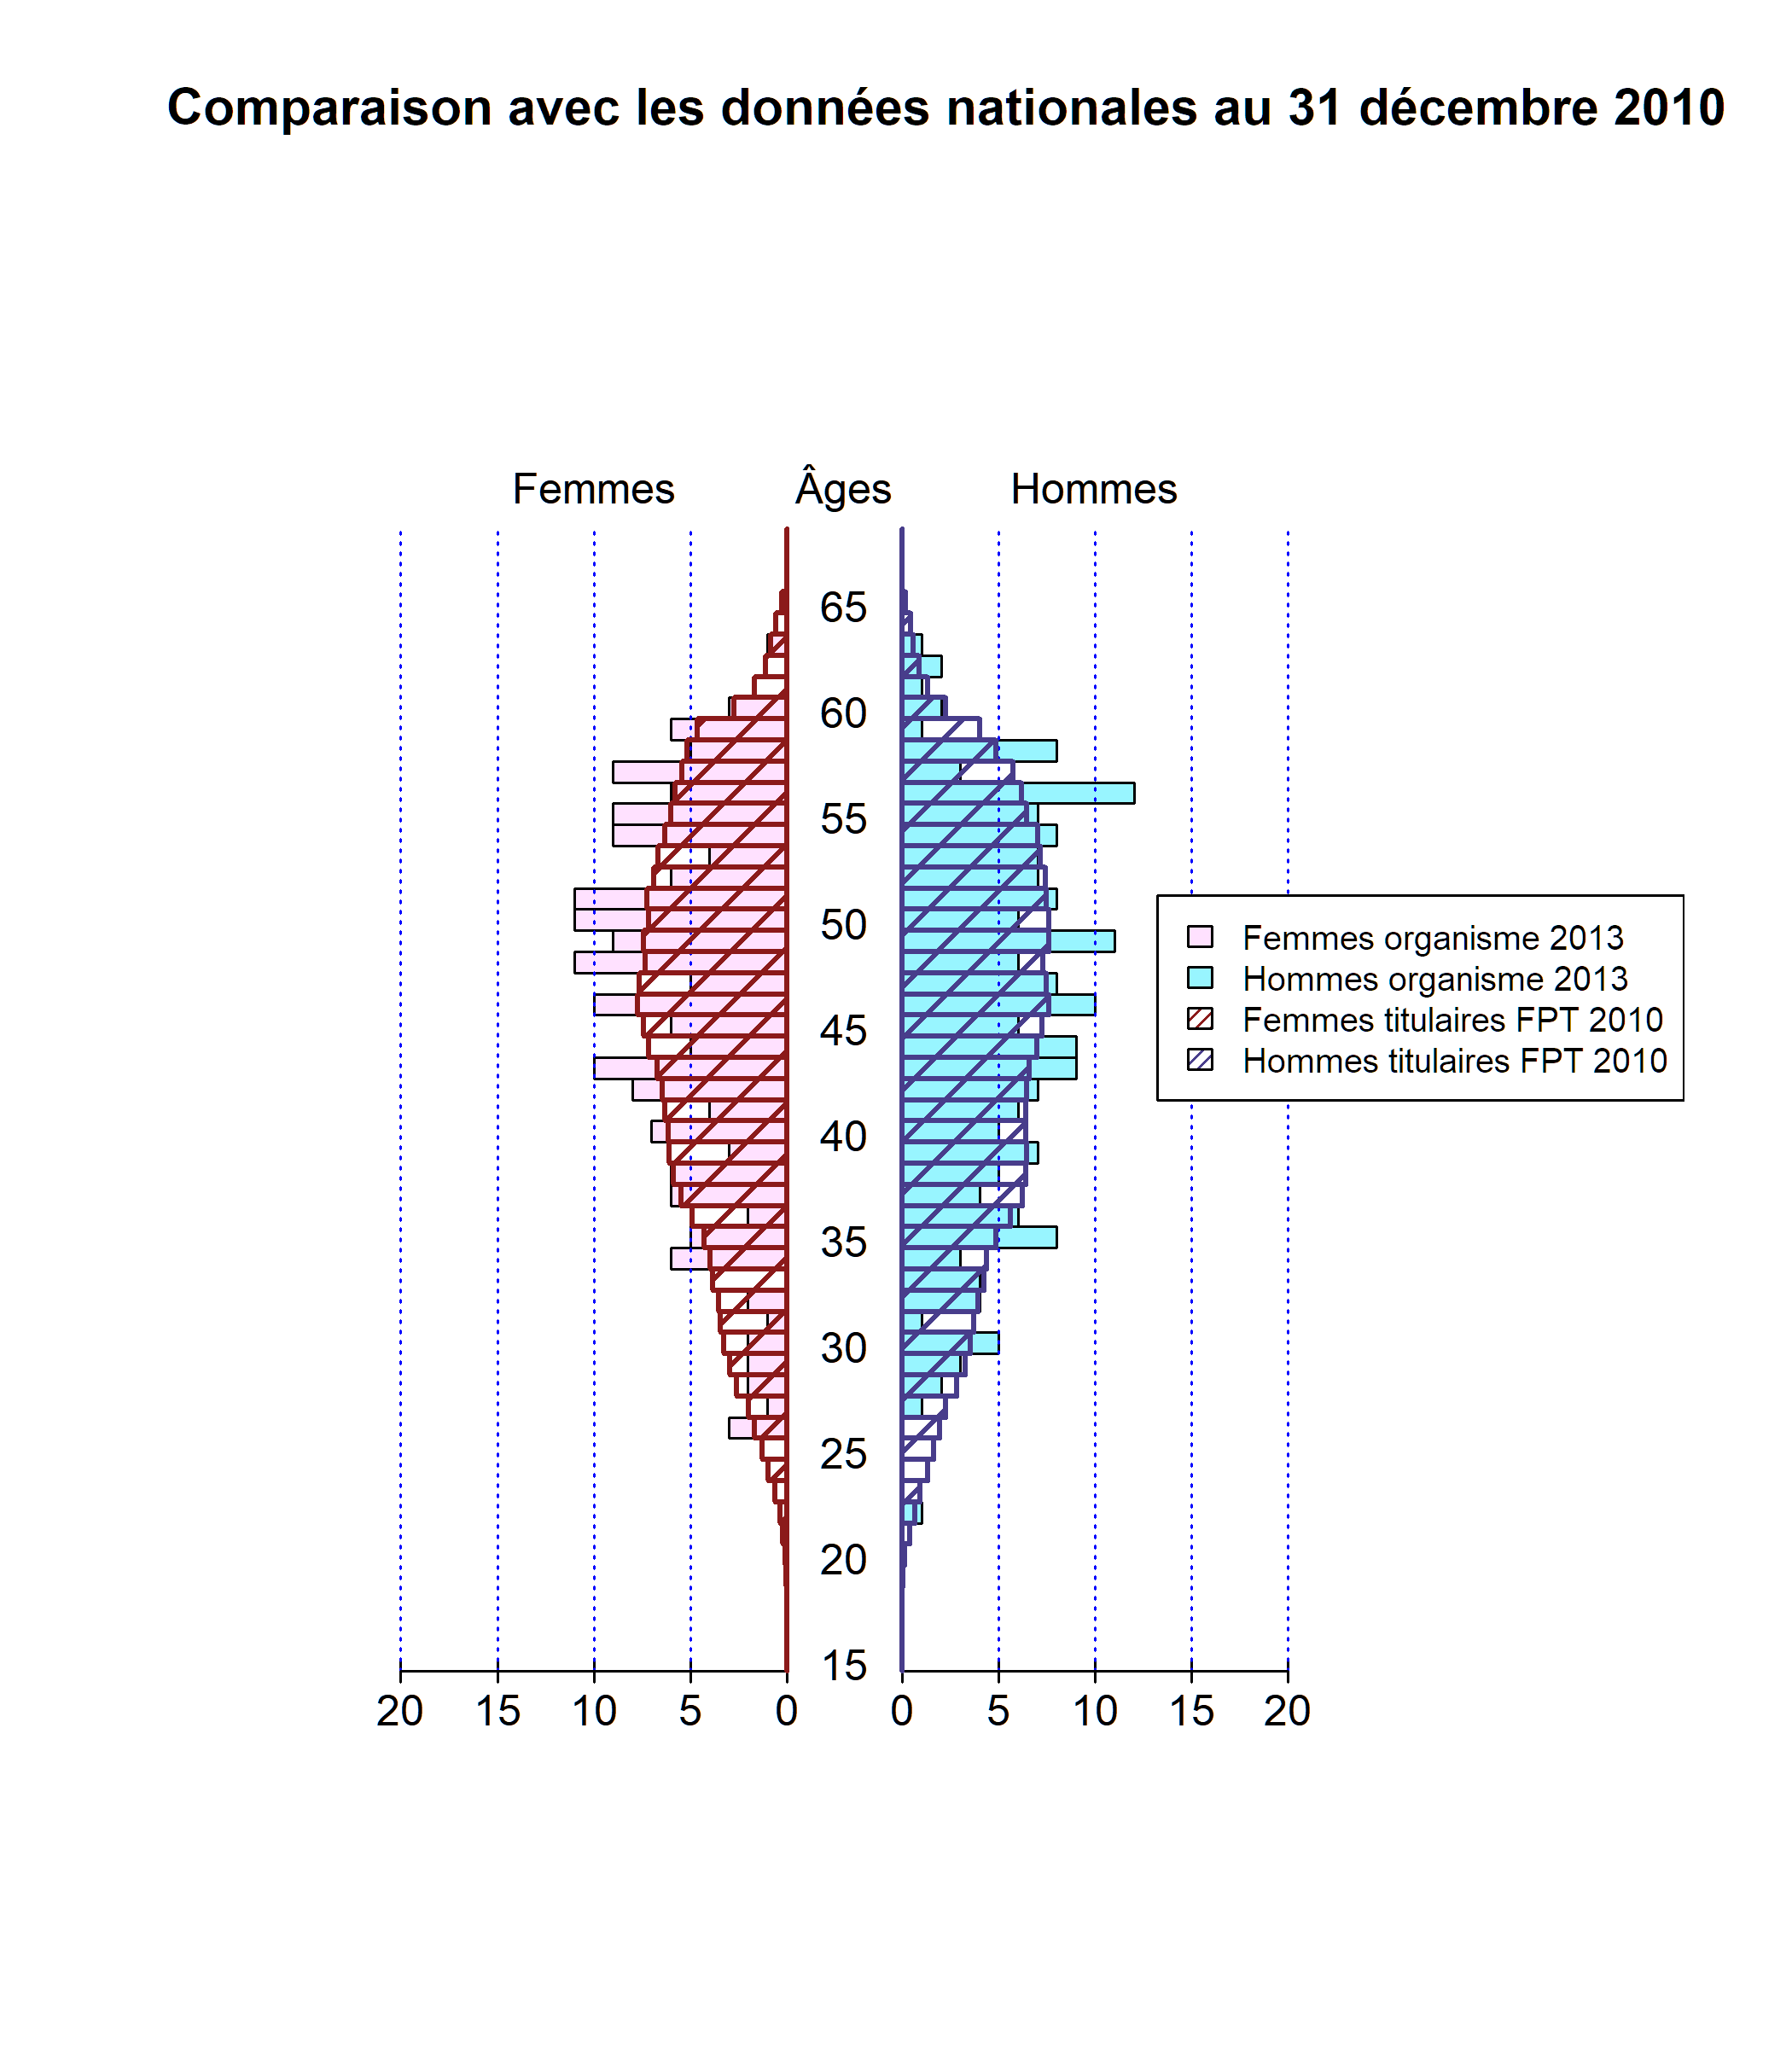 Comparaison avec les données nationales au 31 décembre 2010
Femmes Âges Hommes
65
60
55
50
45
40
35
30
25
20
15
Femmes organisme 2013
Hommes organisme 2013
Femmes titulaires FPT 2010
Hommes titulaires FPT 2010
20 15 10 5 0 0 5 10 15 20